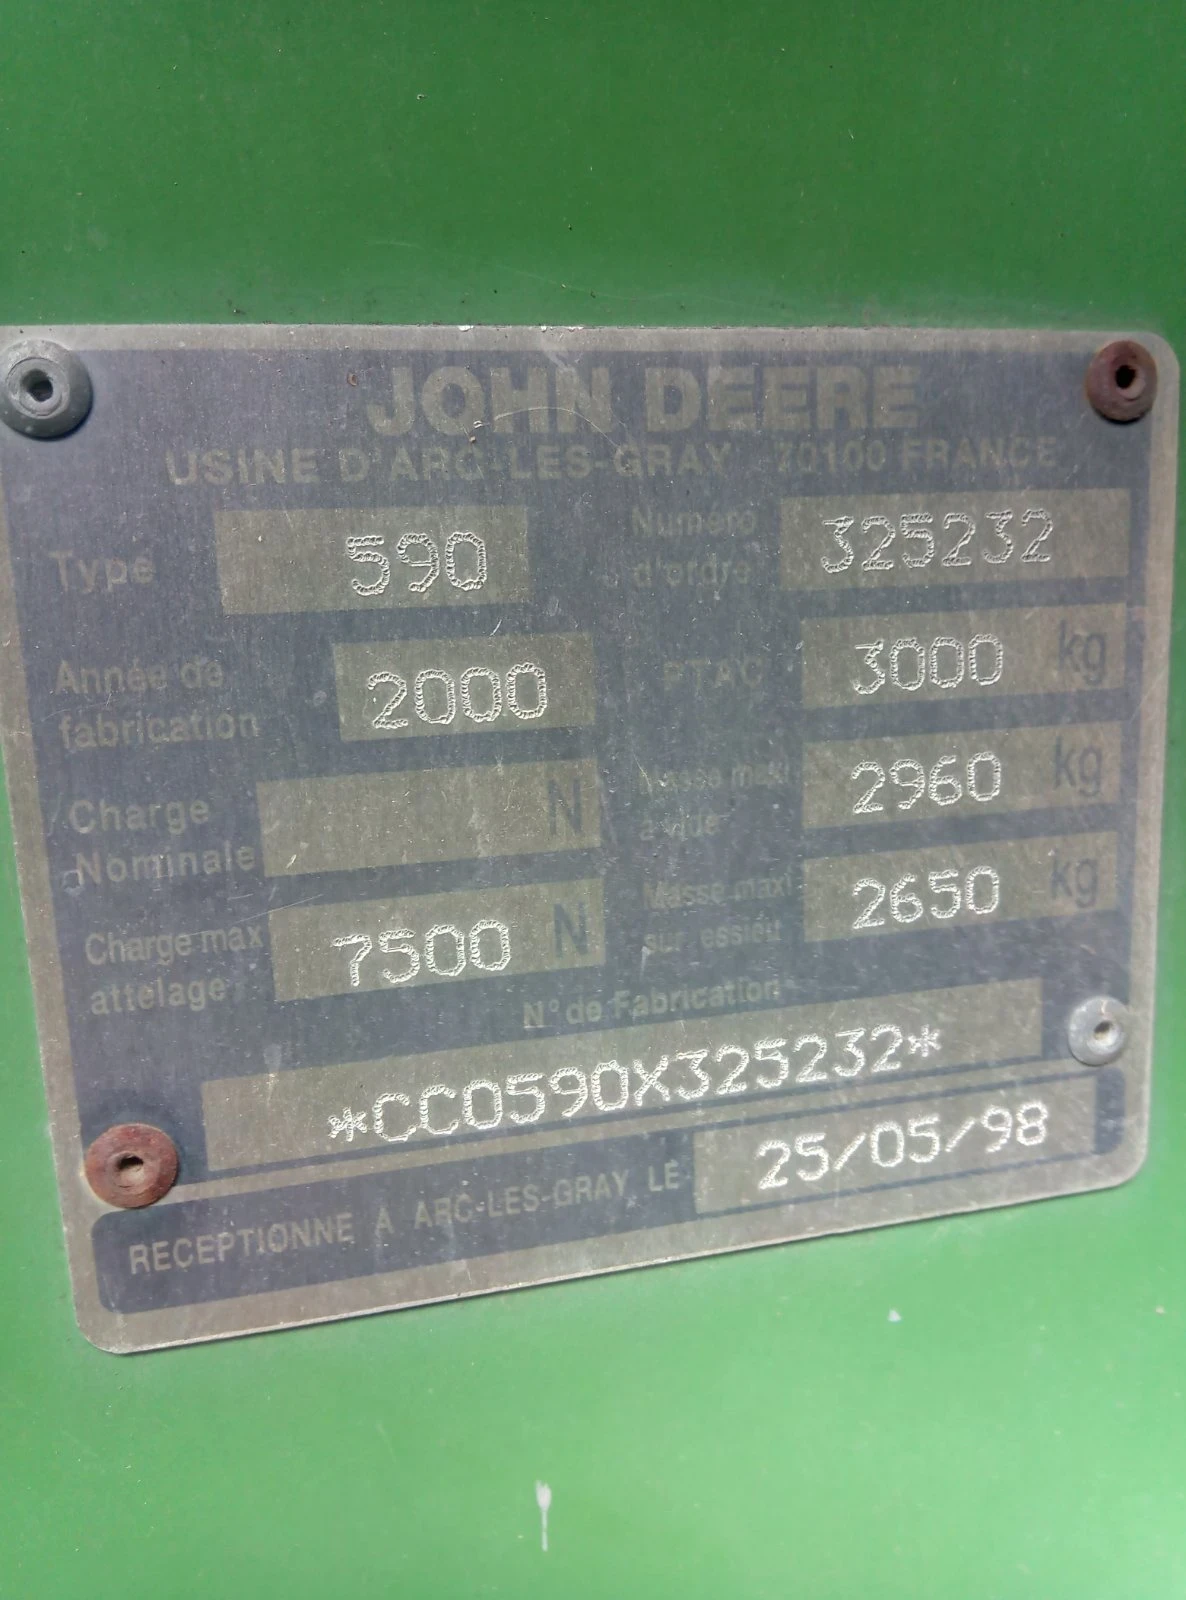 JOHN DEERE
USINE D'ARC-LES-GRAY 70100 FRANCE
Type 590
Numéro d'ordre 325232
Année de fabrication 2000
PTAC 3000 kg
Charge Nominale N
Masse maxi à vide 2960 kg
Charge max attelage 7500 N
Masse maxi sur essieu 2650 kg
N° de Fabrication
*CC0590X325232*
RECEPTIONNE A ARC-LES-GRAY LE 25/05/98